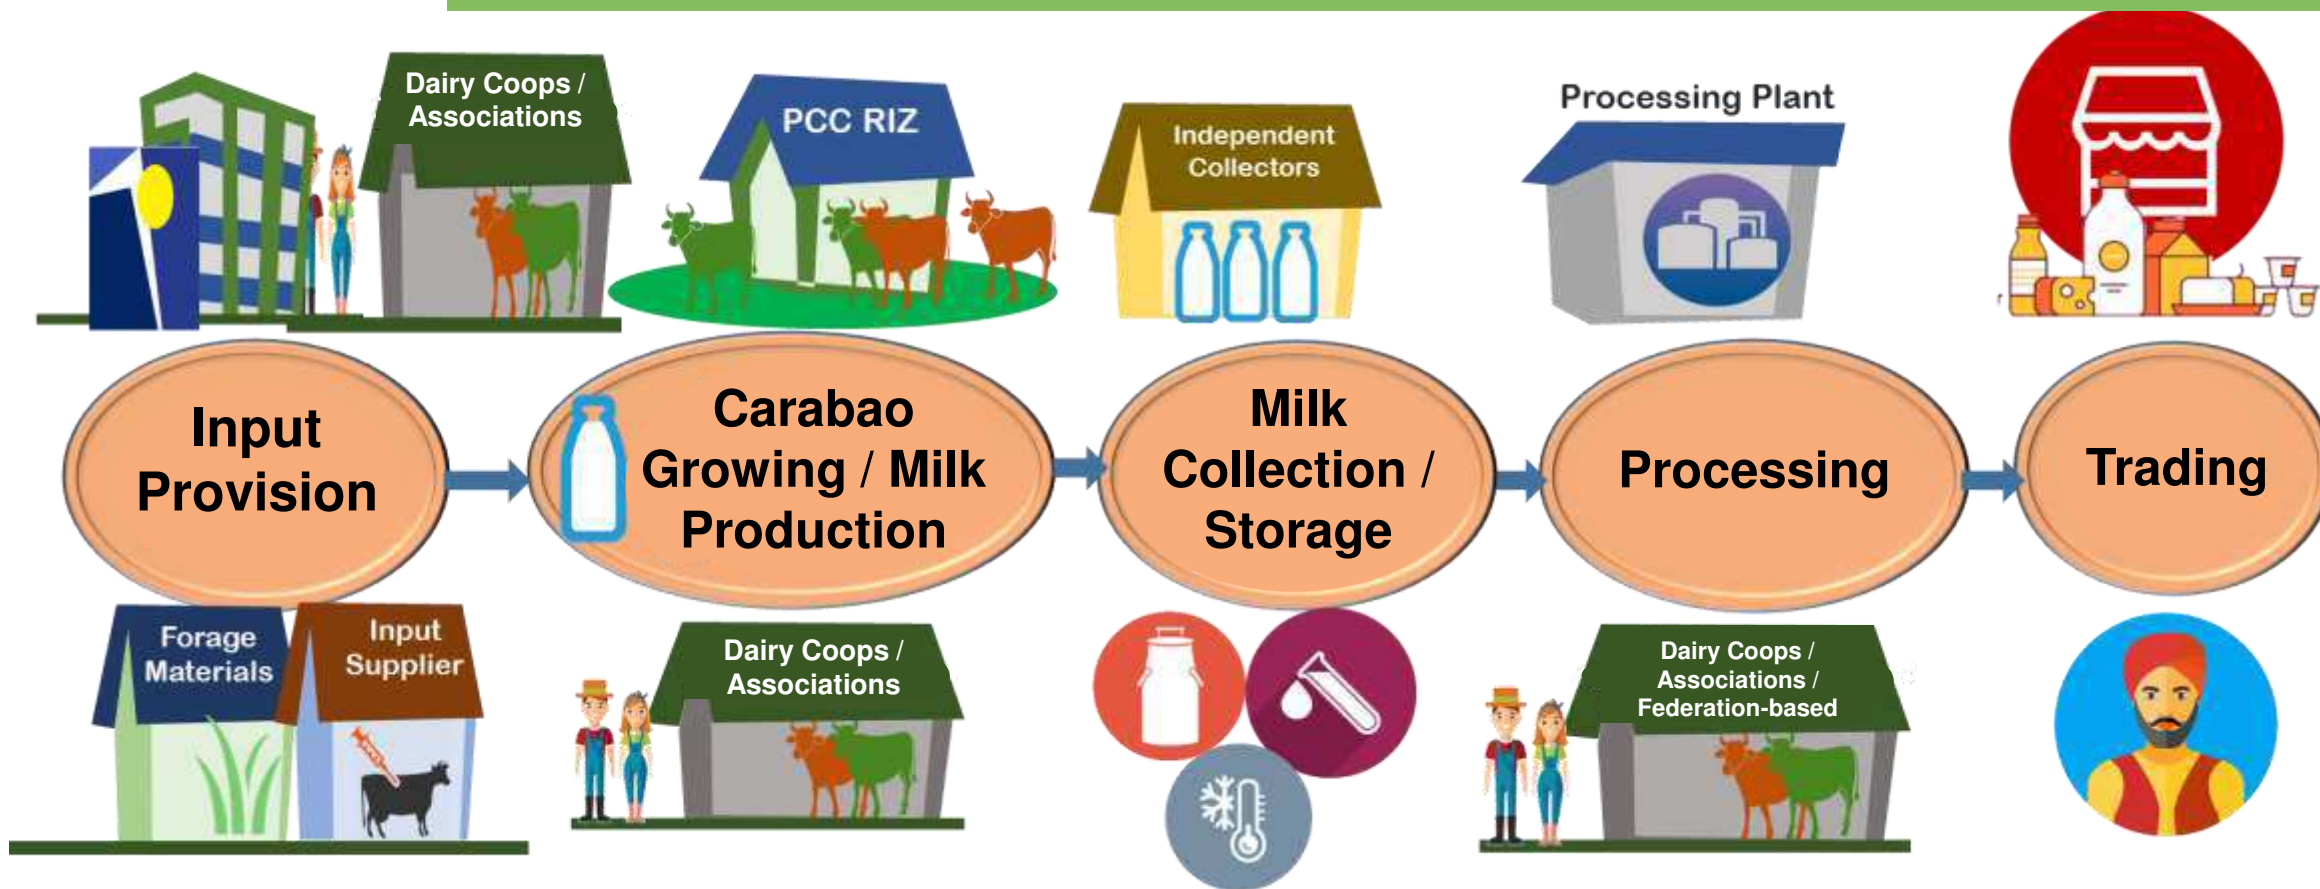 Dairy Coops /
Associations
PCC RIZ
Independent
Collectors
Processing Plant
Input
Provision
Carabao
Growing / Milk
Production
Milk
Collection /
Storage
Processing
Trading
Forage
Materials
Input
Supplier
Dairy Coops /
Associations
Dairy Coops /
Associations /
Federation-based